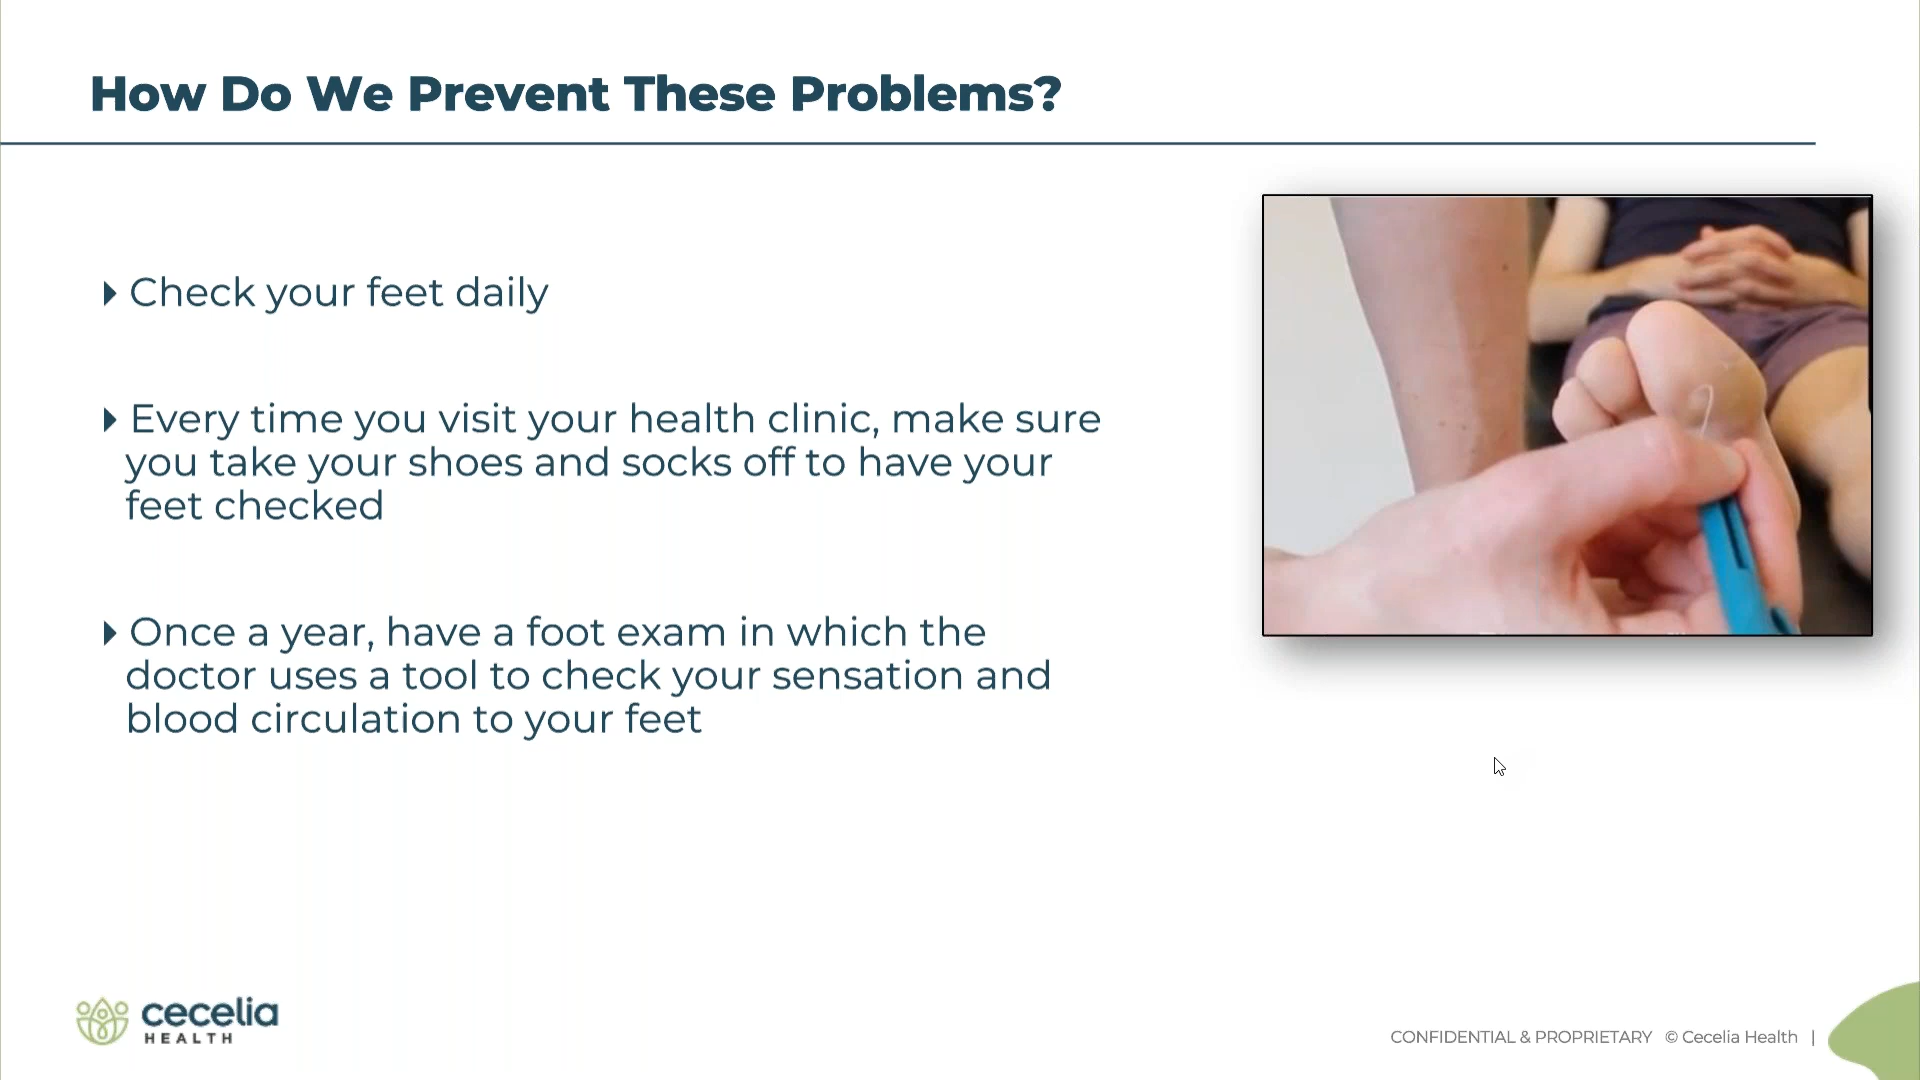 How Do We Prevent These Problems?
Check your feet daily
Every time you visit your health clinic, make sure
you take your shoes and socks off to have your
feet checked
Once a year, have a foot exam in which the
doctor uses a tool to check your sensation and
blood circulation to your feet
cecelia
HEALTH
CONFIDENTIAL & PROPRIETARY © Cecelia Health |